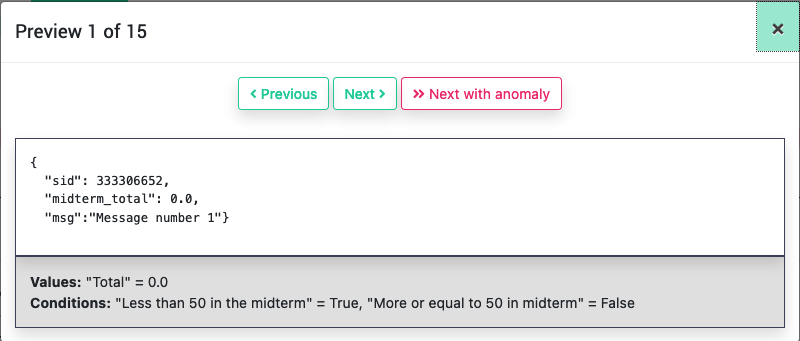 Preview 1 of 15
×
‹ Previous Next › » Next with anomaly
{
  "sid": 333306652,
  "midterm_total": 0.0,
  "msg":"Message number 1"}
Values: "Total" = 0.0
Conditions: "Less than 50 in the midterm" = True, "More or equal to 50 in midterm" = False